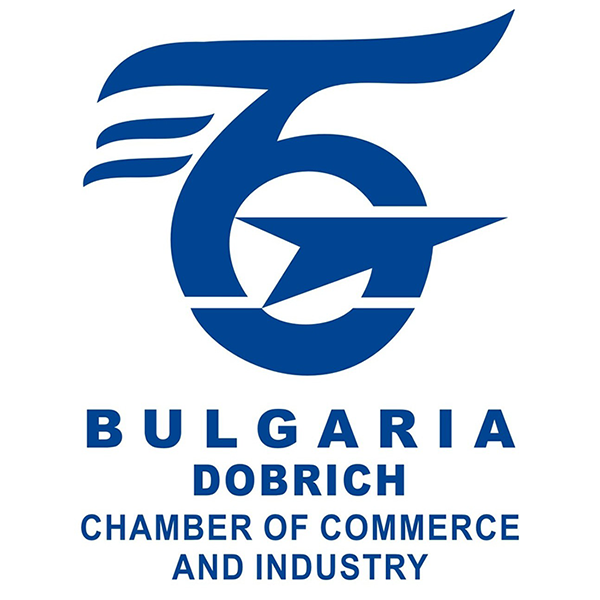 BULGARIA
DOBRICH
CHAMBER OF COMMERCE
AND INDUSTRY